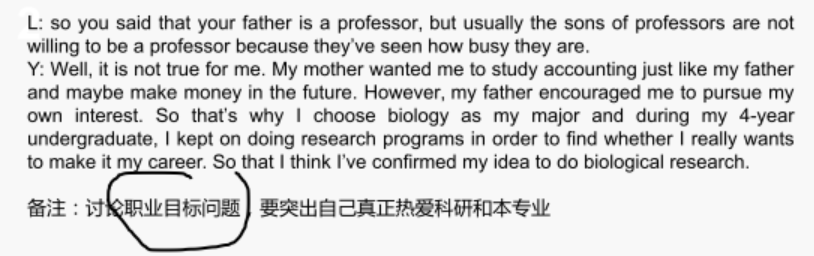 L: so you said that your father is a professor, but usually the sons of professors are not
willing to be a professor because they've seen how busy they are.
Y: Well, it is not true for me. My mother wanted me to study accounting just like my father
and maybe make money in the future. However, my father encouraged me to pursue my
own interest. So that's why I choose biology as my major and during my 4-year
undergraduate, I kept on doing research programs in order to find whether I really wants
to make it my career. So that I think I've confirmed my idea to do biological research.
备注：讨论职业目标问题，要突出自己真正热爱科研和本专业